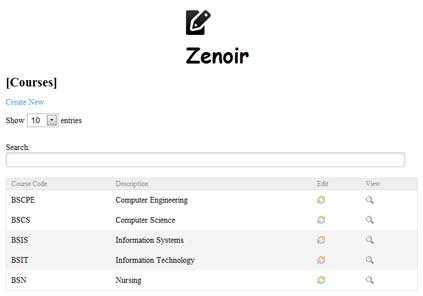 Zenoir
[Courses]
Create New
Show 10 entries
Search:
Course Code Description Edit View
BSCPE Computer Engineering
BSCS Computer Science
BSIS Information Systems
BSIT Information Technology
BSN Nursing